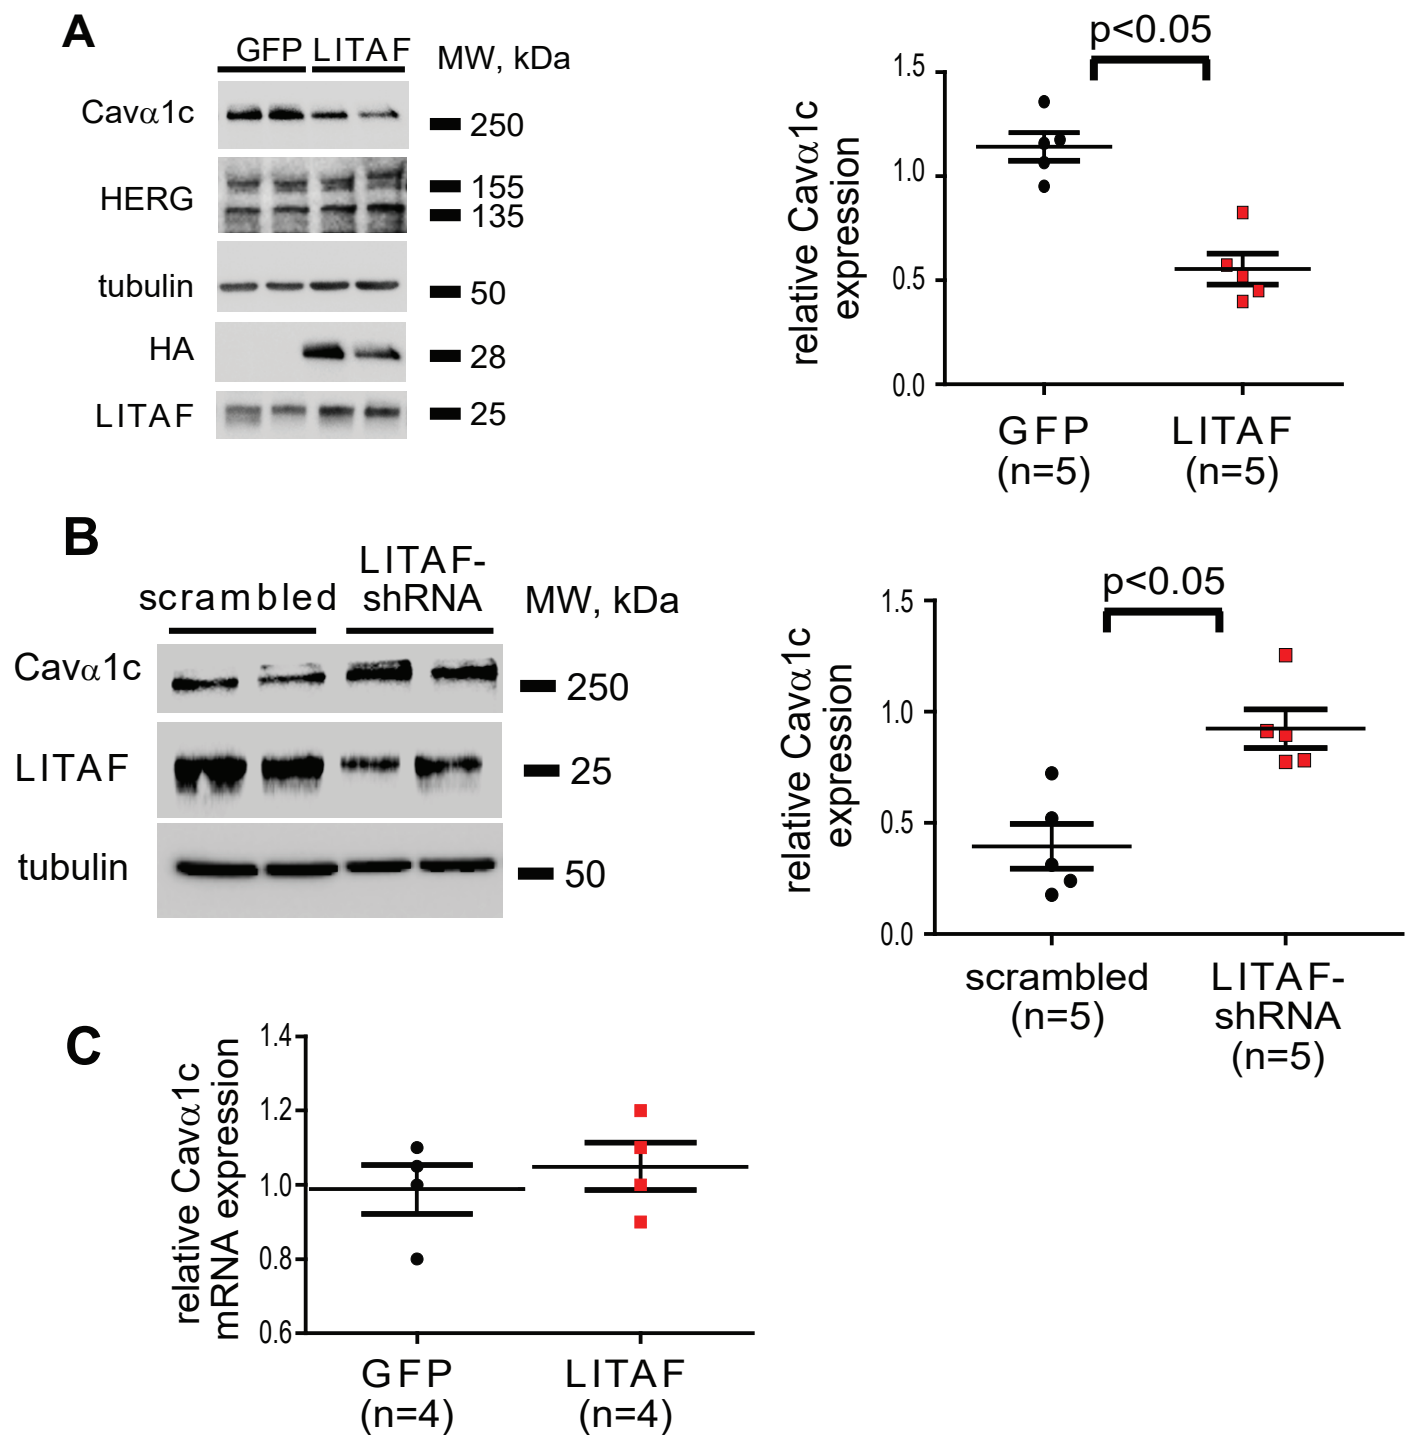 A
GFP LITAF MW, kDa
Cavα1c
250
HERG
155
135
tubulin
50
HA
28
LITAF
25
p<0.05
relative Cavα1c
expression
1.5
1.0
0.5
0.0
GFP
(n=5)
LITAF
(n=5)
B
scrambled
LITAF-
shRNA
MW, kDa
Cavα1c
250
LITAF
25
tubulin
50
p<0.05
relative Cavα1c
expression
1.5
1.0
0.5
0.0
scrambled
(n=5)
LITAF-
shRNA
(n=5)
C
relative Cavα1c
mRNA expression
1.4
1.2
1.0
0.8
0.6
GFP
(n=4)
LITAF
(n=4)